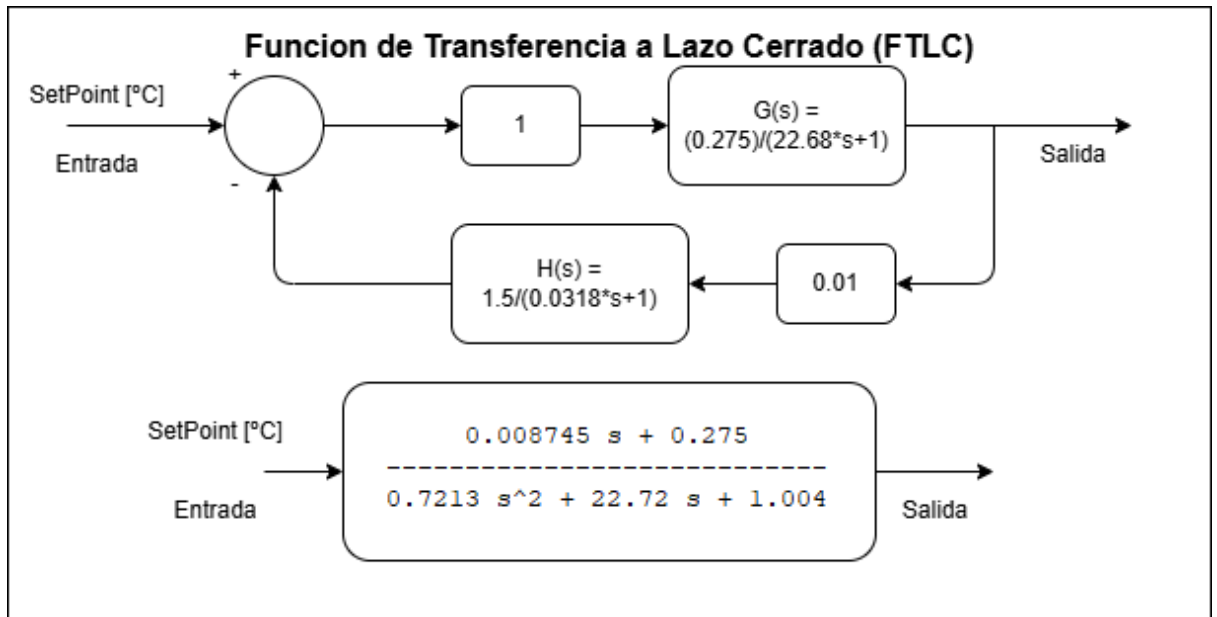 Funcion de Transferencia a Lazo Cerrado (FTLC)
+
SetPoint [ºC]
Entrada
-
1
G(s) =
(0.275)/(22.68*s+1)
Salida
H(s) =
1.5/(0.0318*s+1)
0.01
SetPoint [ºC]
Entrada
0.008745 s + 0.275
----------------------------
0.7213 s^2 + 22.72 s + 1.004
Salida